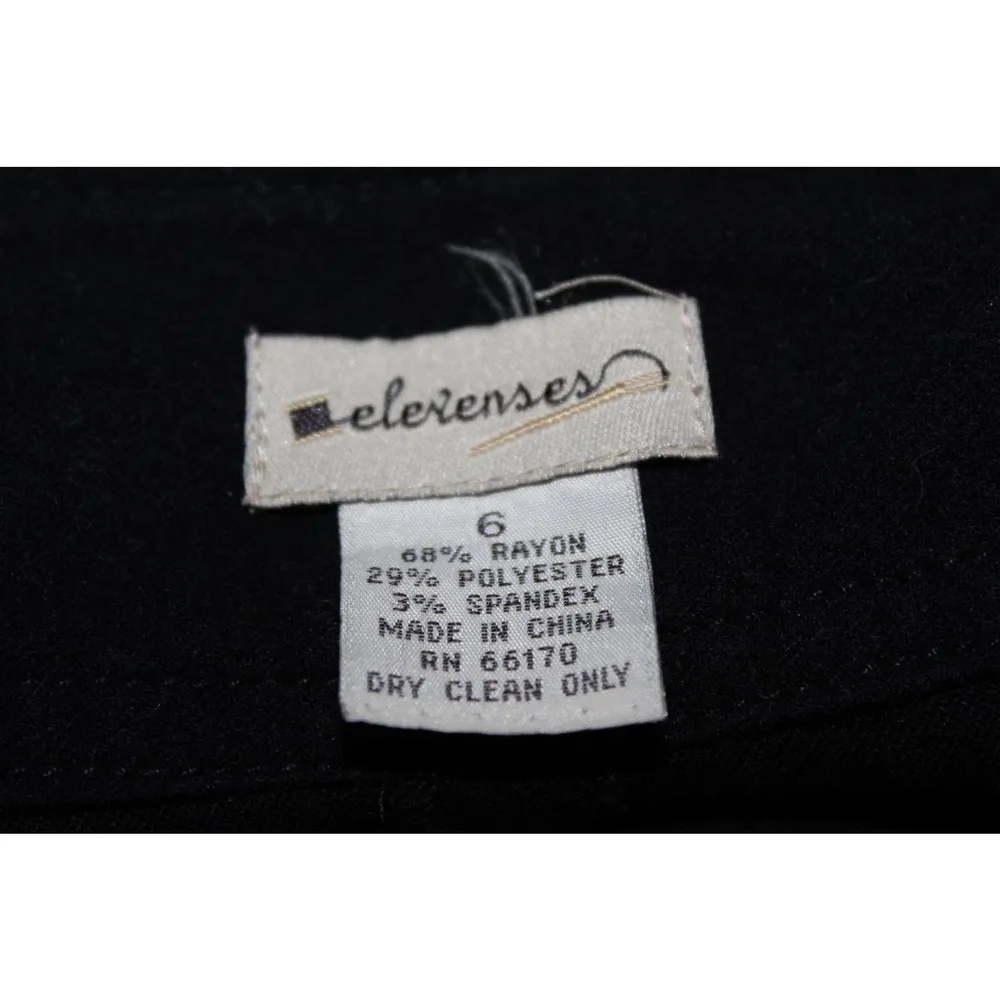 elevenses
6
68% RAYON
29% POLYESTER
3% SPANDEX
MADE IN CHINA
RN 66170
DRY CLEAN ONLY